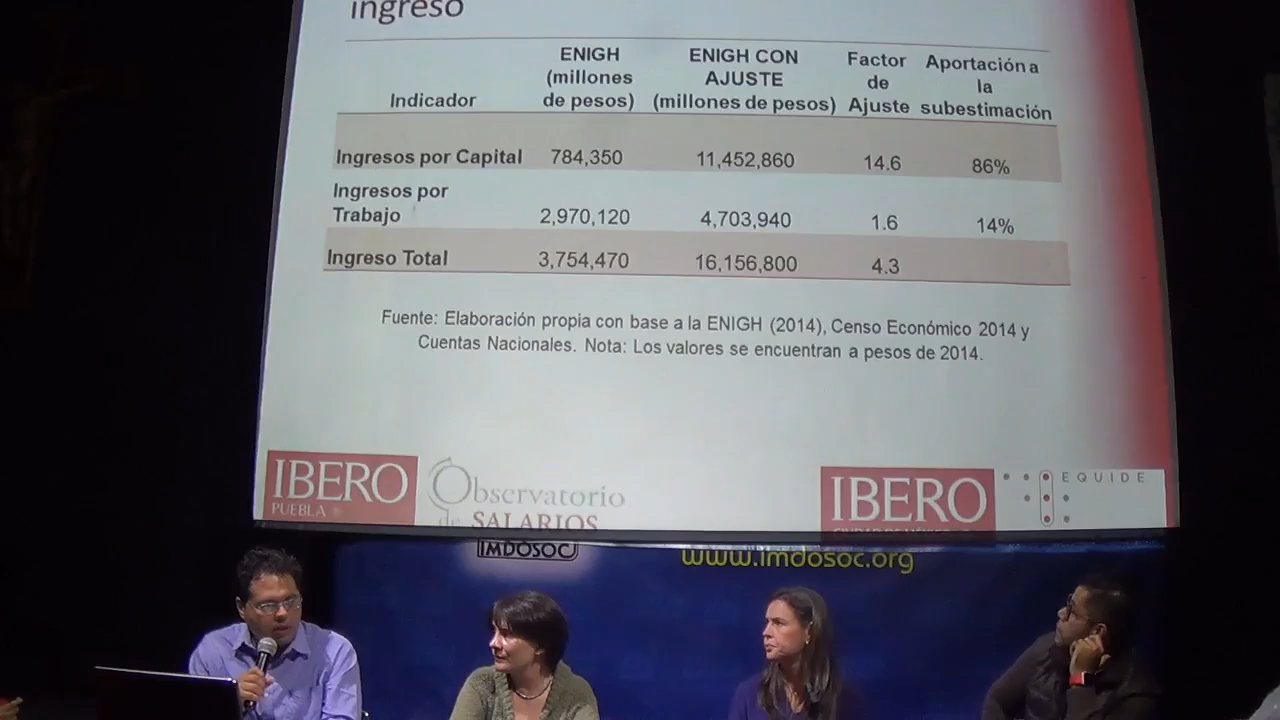 ingreso
Indicador ENIGH (millones de pesos) ENIGH CON AJUSTE (millones de pesos) Factor de Ajuste Aportación a la subestimación
Ingresos por Capital 784,350 11,452,860 14.6 86%
Ingresos por Trabajo 2,970,120 4,703,940 1.6 14%
Ingreso Total 3,754,470 16,156,800 4.3
Fuente: Elaboración propia con base a la ENIGH (2014), Censo Económico 2014 y
Cuentas Nacionales. Nota: Los valores se encuentran a pesos de 2014.
IBERO
PUEBLA
Observatorio
de SALARIOS
IBERO
CIUDAD DE MÉXICO
EQUIDE
IMDOSOC
www.imdosoc.org